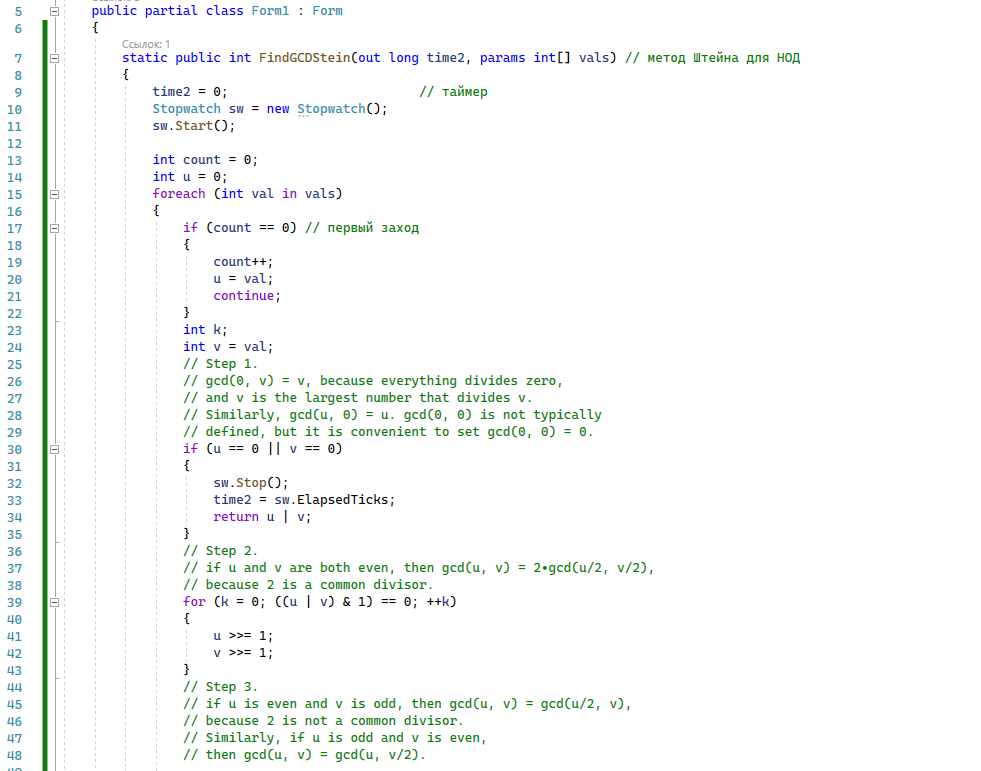 5 public partial class Form1 : Form
6 {
Ссылок: 1
7 static public int FindGCDStein(out long time2, params int[] vals) // метод Штейна для НОД
8 {
9 time2 = 0; // таймер
10 Stopwatch sw = new Stopwatch();
11 sw.Start();
12
13 int count = 0;
14 int u = 0;
15 foreach (int val in vals)
16 {
17 if (count == 0) // первый заход
18 {
19 count++;
20 u = val;
21 continue;
22 }
23 int k;
24 int v = val;
25 // Step 1.
26 // gcd(0, v) = v, because everything divides zero,
27 // and v is the largest number that divides v.
28 // Similarly, gcd(u, 0) = u. gcd(0, 0) is not typically
29 // defined, but it is convenient to set gcd(0, 0) = 0.
30 if (u == 0 || v == 0)
31 {
32 sw.Stop();
33 time2 = sw.ElapsedTicks;
34 return u | v;
35 }
36 // Step 2.
37 // if u and v are both even, then gcd(u, v) = 2•gcd(u/2, v/2),
38 // because 2 is a common divisor.
39 for (k = 0; ((u | v) & 1) == 0; ++k)
40 {
41 u >>= 1;
42 v >>= 1;
43 }
44 // Step 3.
45 // if u is even and v is odd, then gcd(u, v) = gcd(u/2, v),
46 // because 2 is not a common divisor.
47 // Similarly, if u is odd and v is even,
48 // then gcd(u, v) = gcd(u, v/2).